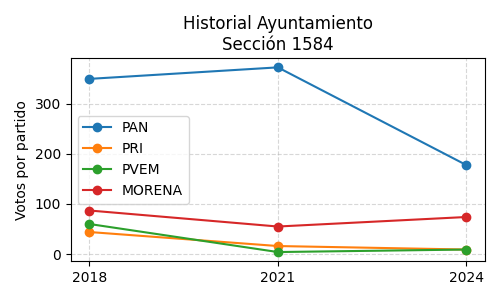 Historial Ayuntamiento
Sección 1584
Votos por partido
300
200
100
0
PAN
PRI
PVEM
MORENA
2018
2021
2024